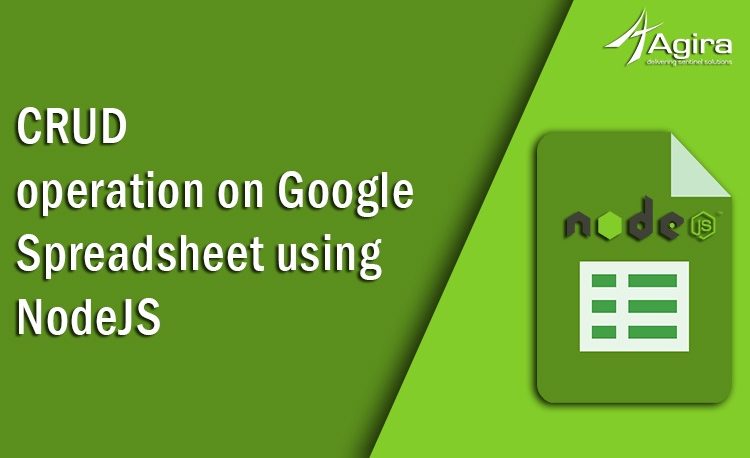 CRUD
operation on Google
Spreadsheet using
NodeJS
Agira
delivering sentinel solutions
node
JS